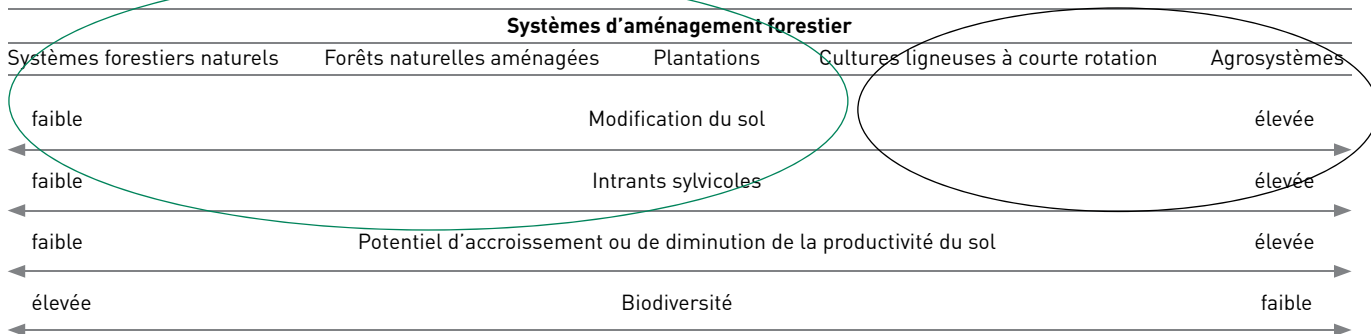 Systèmes d'aménagement forestier
Systèmes forestiers naturels Forêts naturelles aménagées Plantations Cultures ligneuses à courte rotation Agrosystèmes
faible Modification du sol élevée
faible Intrants sylvicoles élevée
faible Potentiel d'accroissement ou de diminution de la productivité du sol élevée
élevée Biodiversité faible